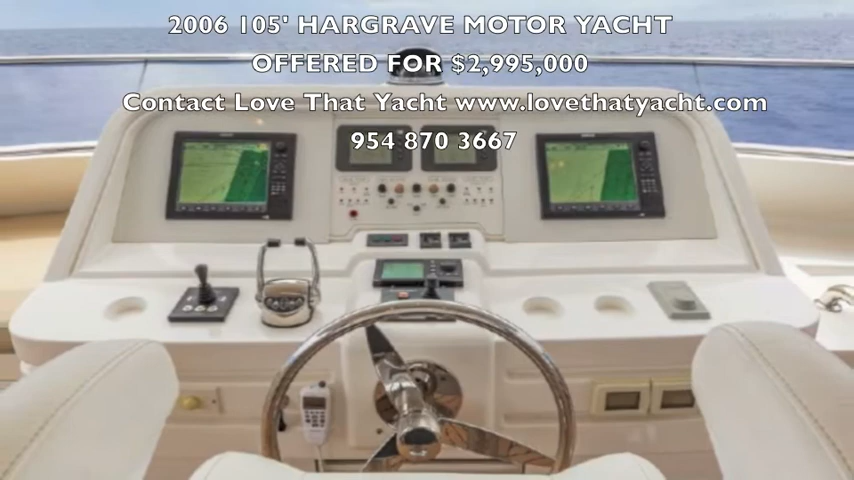 2006 105' HARGRAVE MOTOR YACHT
OFFERED FOR $2,995,000
Contact Love That Yacht www.lovethatyacht.com
954 870 3667